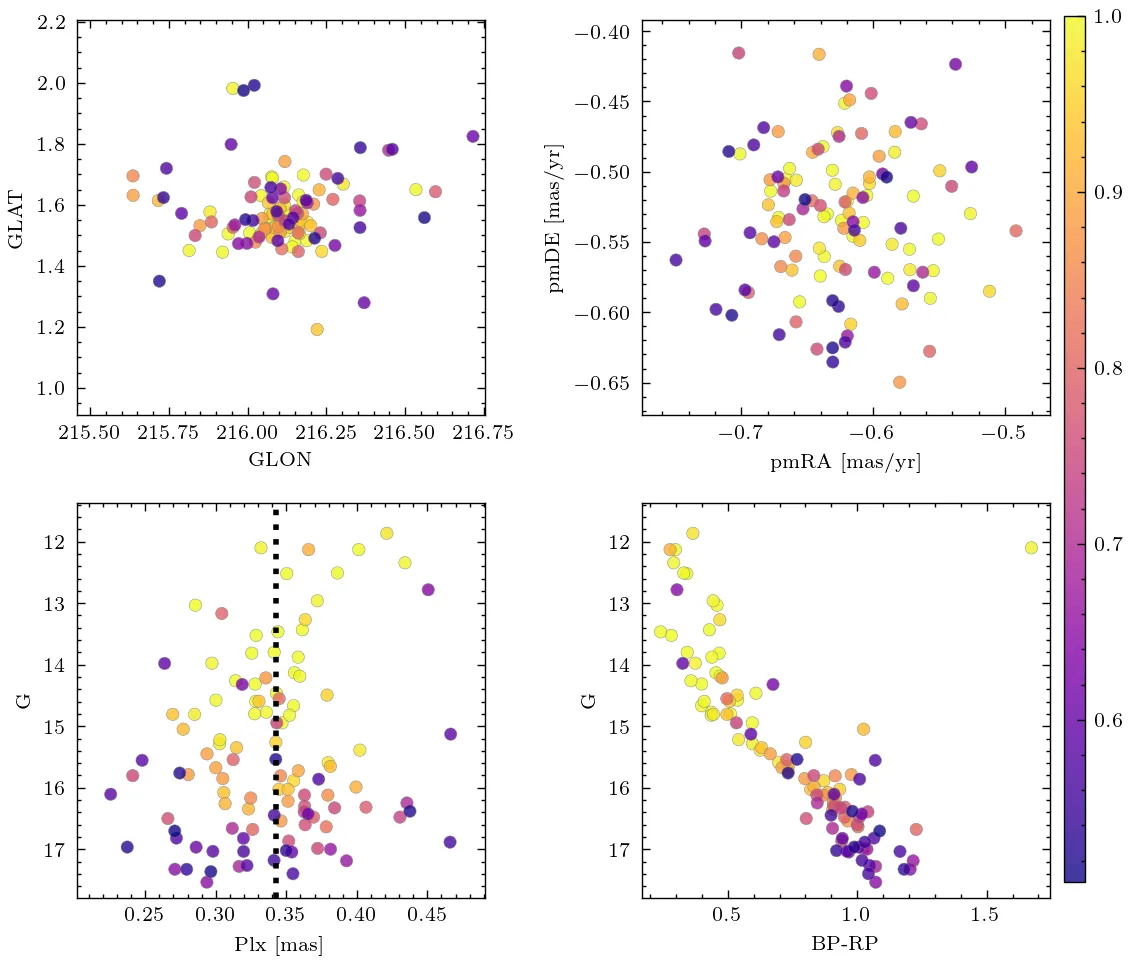 2.2
2.0
1.8
1.6
1.4
1.2
1.0
GLAT
215.50 215.75 216.00 216.25 216.50 216.75
GLON
−0.40
−0.45
−0.50
−0.55
−0.60
−0.65
pmDE [mas/yr]
−0.7 −0.6 −0.5
pmRA [mas/yr]
1.0
0.9
0.8
0.7
0.6
12
13
14
15
16
17
G
0.25 0.30 0.35 0.40 0.45
Plx [mas]
12
13
14
15
16
17
G
0.5 1.0 1.5
BP-RP